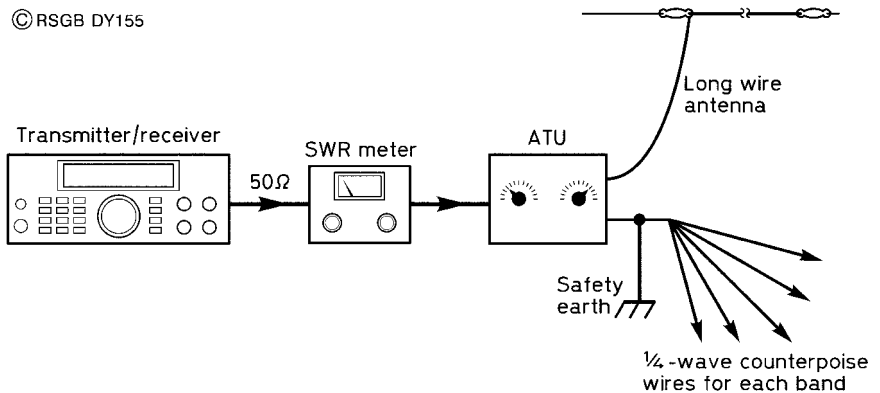 © RSGB DY155
Long wire
antenna
Transmitter/receiver
SWR meter
ATU
50Ω
Safety
earth
¼-wave counterpoise
wires for each band